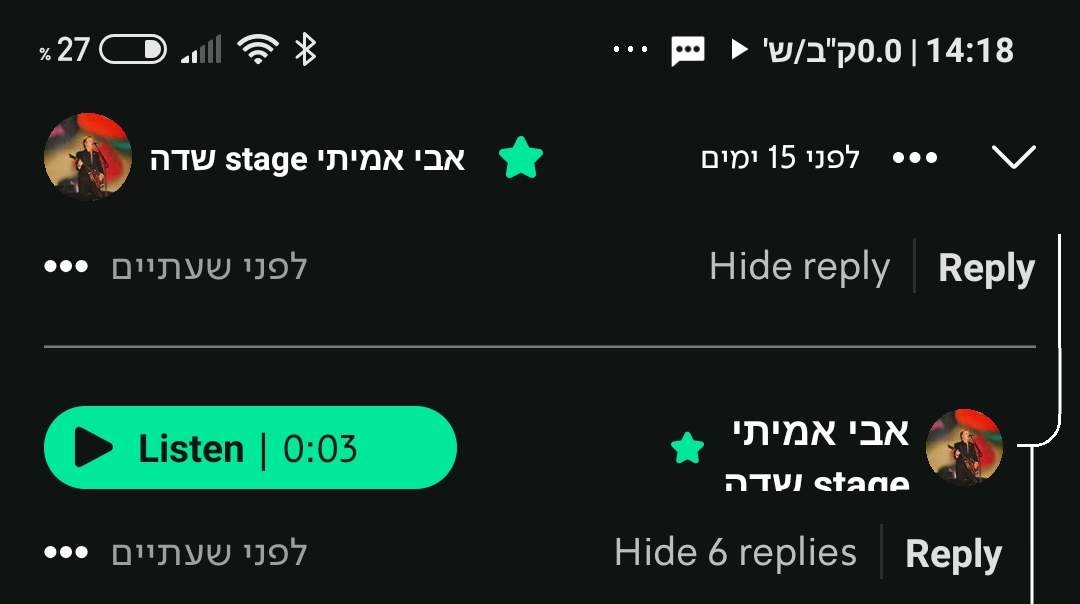 14:18 | 0.0ק"ב/ש' ... 27%
אבי אמיתי stage שדה לפני 15 ימים
לפני שעתיים Hide reply Reply
Listen | 0:03 אבי אמיתי
stage שדה
לפני שעתיים Hide 6 replies Reply